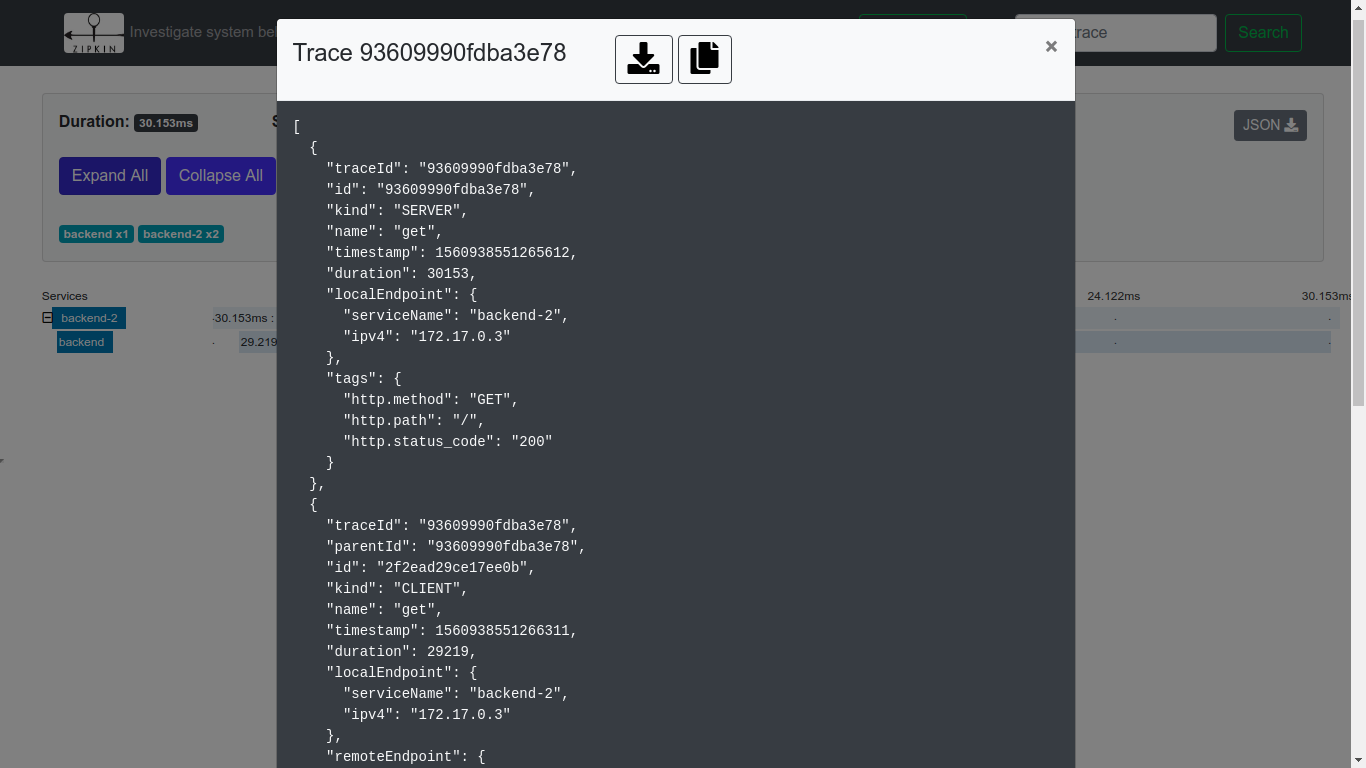 ZIPKIN
Investigate system be
trace
Search
Trace 93609990fdba3e78
×
Duration: 30.153ms
JSON
Expand All
Collapse All
backend x1
backend-2 x2
Services
24.122ms
30.153ms
backend-2
30.153ms :
backend
29.219
[
  {
    "traceId": "93609990fdba3e78",
    "id": "93609990fdba3e78",
    "kind": "SERVER",
    "name": "get",
    "timestamp": 1560938551265612,
    "duration": 30153,
    "localEndpoint": {
      "serviceName": "backend-2",
      "ipv4": "172.17.0.3"
    },
    "tags": {
      "http.method": "GET",
      "http.path": "/",
      "http.status_code": "200"
    }
  },
  {
    "traceId": "93609990fdba3e78",
    "parentId": "93609990fdba3e78",
    "id": "2f2ead29ce17ee0b",
    "kind": "CLIENT",
    "name": "get",
    "timestamp": 1560938551266311,
    "duration": 29219,
    "localEndpoint": {
      "serviceName": "backend-2",
      "ipv4": "172.17.0.3"
    },
    "remoteEndpoint": {